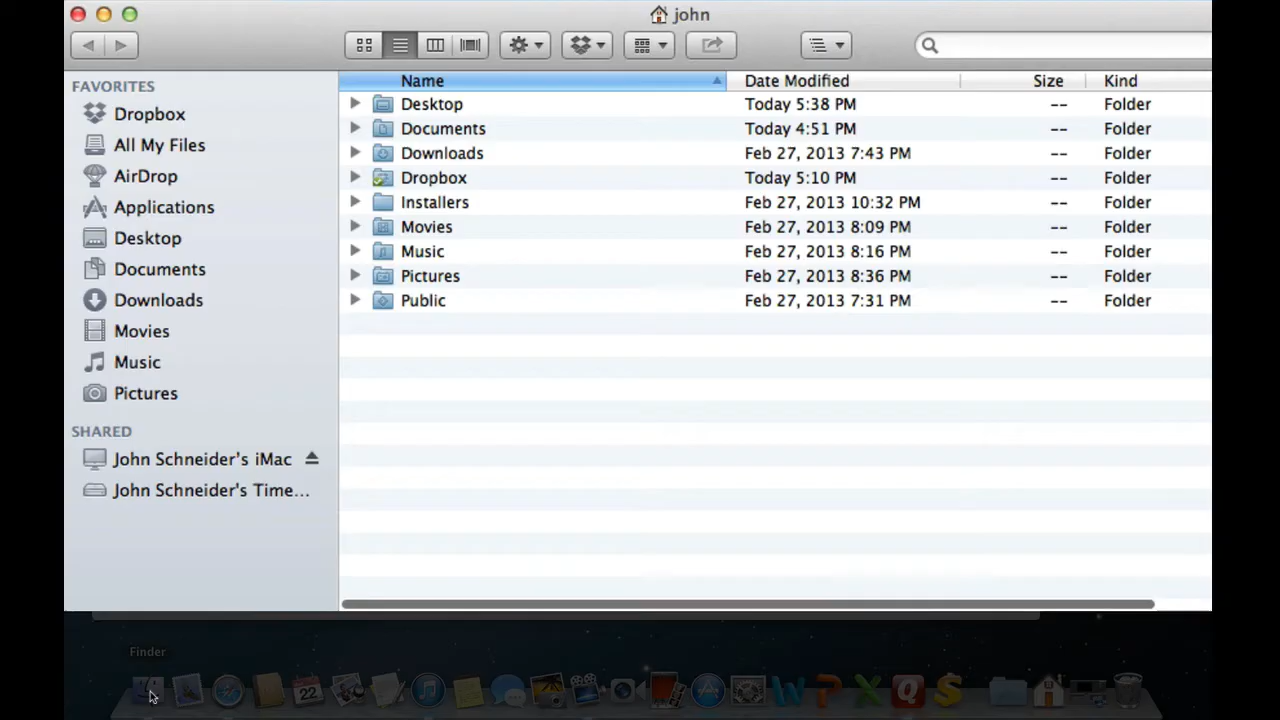 john
FAVORITES
Dropbox
All My Files
AirDrop
Applications
Desktop
Documents
Downloads
Movies
Music
Pictures
SHARED
John Schneider's iMac
John Schneider's Time...
Name Date Modified Size Kind
Desktop Today 5:38 PM -- Folder
Documents Today 4:51 PM -- Folder
Downloads Feb 27, 2013 7:43 PM -- Folder
Dropbox Today 5:10 PM -- Folder
Installers Feb 27, 2013 10:32 PM -- Folder
Movies Feb 27, 2013 8:09 PM -- Folder
Music Feb 27, 2013 8:16 PM -- Folder
Pictures Feb 27, 2013 8:36 PM -- Folder
Public Feb 27, 2013 7:31 PM -- Folder
Finder
22